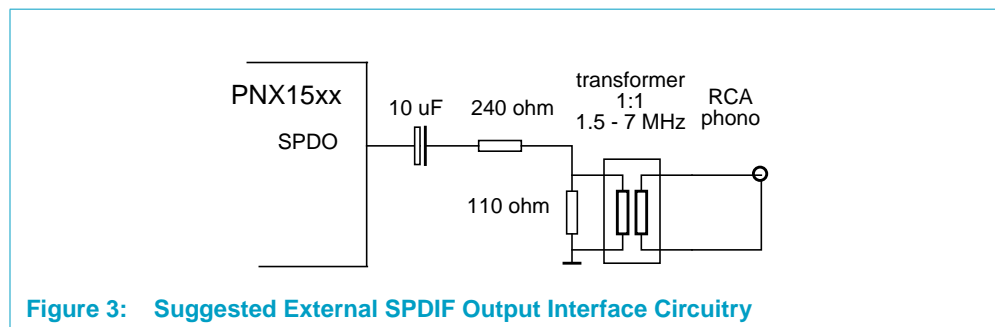 PNX15xx
SPDO
10 uF
240 ohm
110 ohm
transformer
1:1
1.5 - 7 MHz
RCA
phono
Figure 3: Suggested External SPDIF Output Interface Circuitry